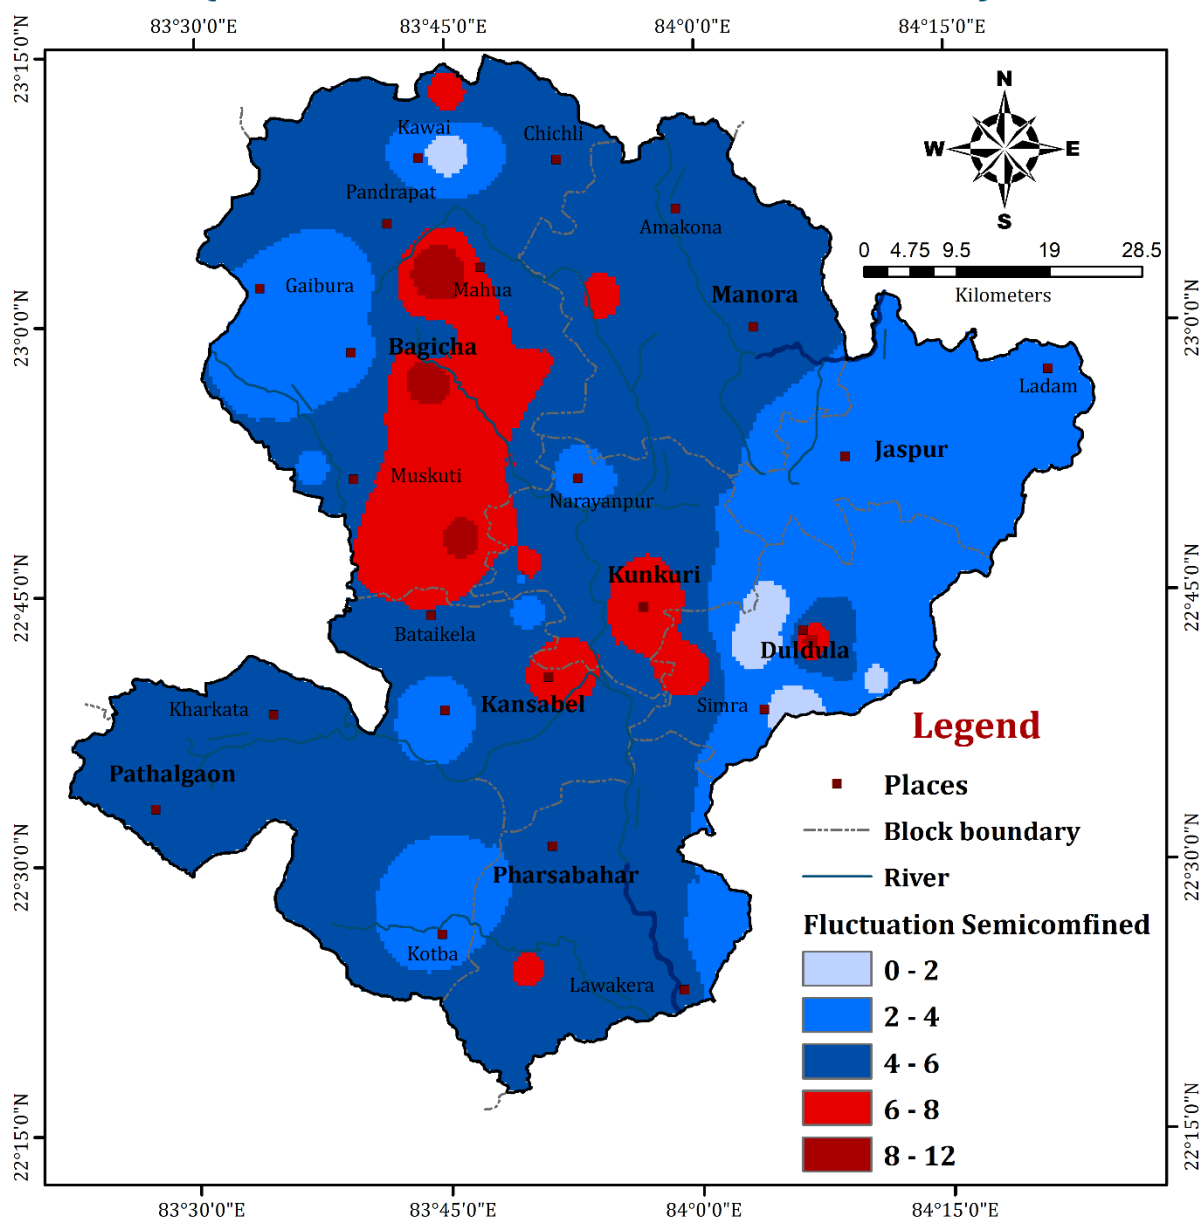 83°30'0"E 83°45'0"E 84°0'0"E 84°15'0"E
23°15'0"N
N
W E
S
Kawai
Chichli
Pandrapat
Amakona
0 4.75 9.5 19 28.5
Kilometers
Gaibura
Mahua
Manora
23°0'0"N
23°0'0"N
Bagicha
Ladam
Jaspur
Muskuti
Narayanpur
Kunkuri
22°45'0"N
22°45'0"N
Bataikela
Duldula
Kansabel
Simra
Kharkata
Pathalgaon
Legend
Places
Block boundary
River
Pharsabahar
22°30'0"N
22°30'0"N
Fluctuation Semicomfined
Kotba
Lawakera
0 - 2
2 - 4
4 - 6
6 - 8
8 - 12
22°15'0"N
22°15'0"N
83°30'0"E 83°45'0"E 84°0'0"E 84°15'0"E